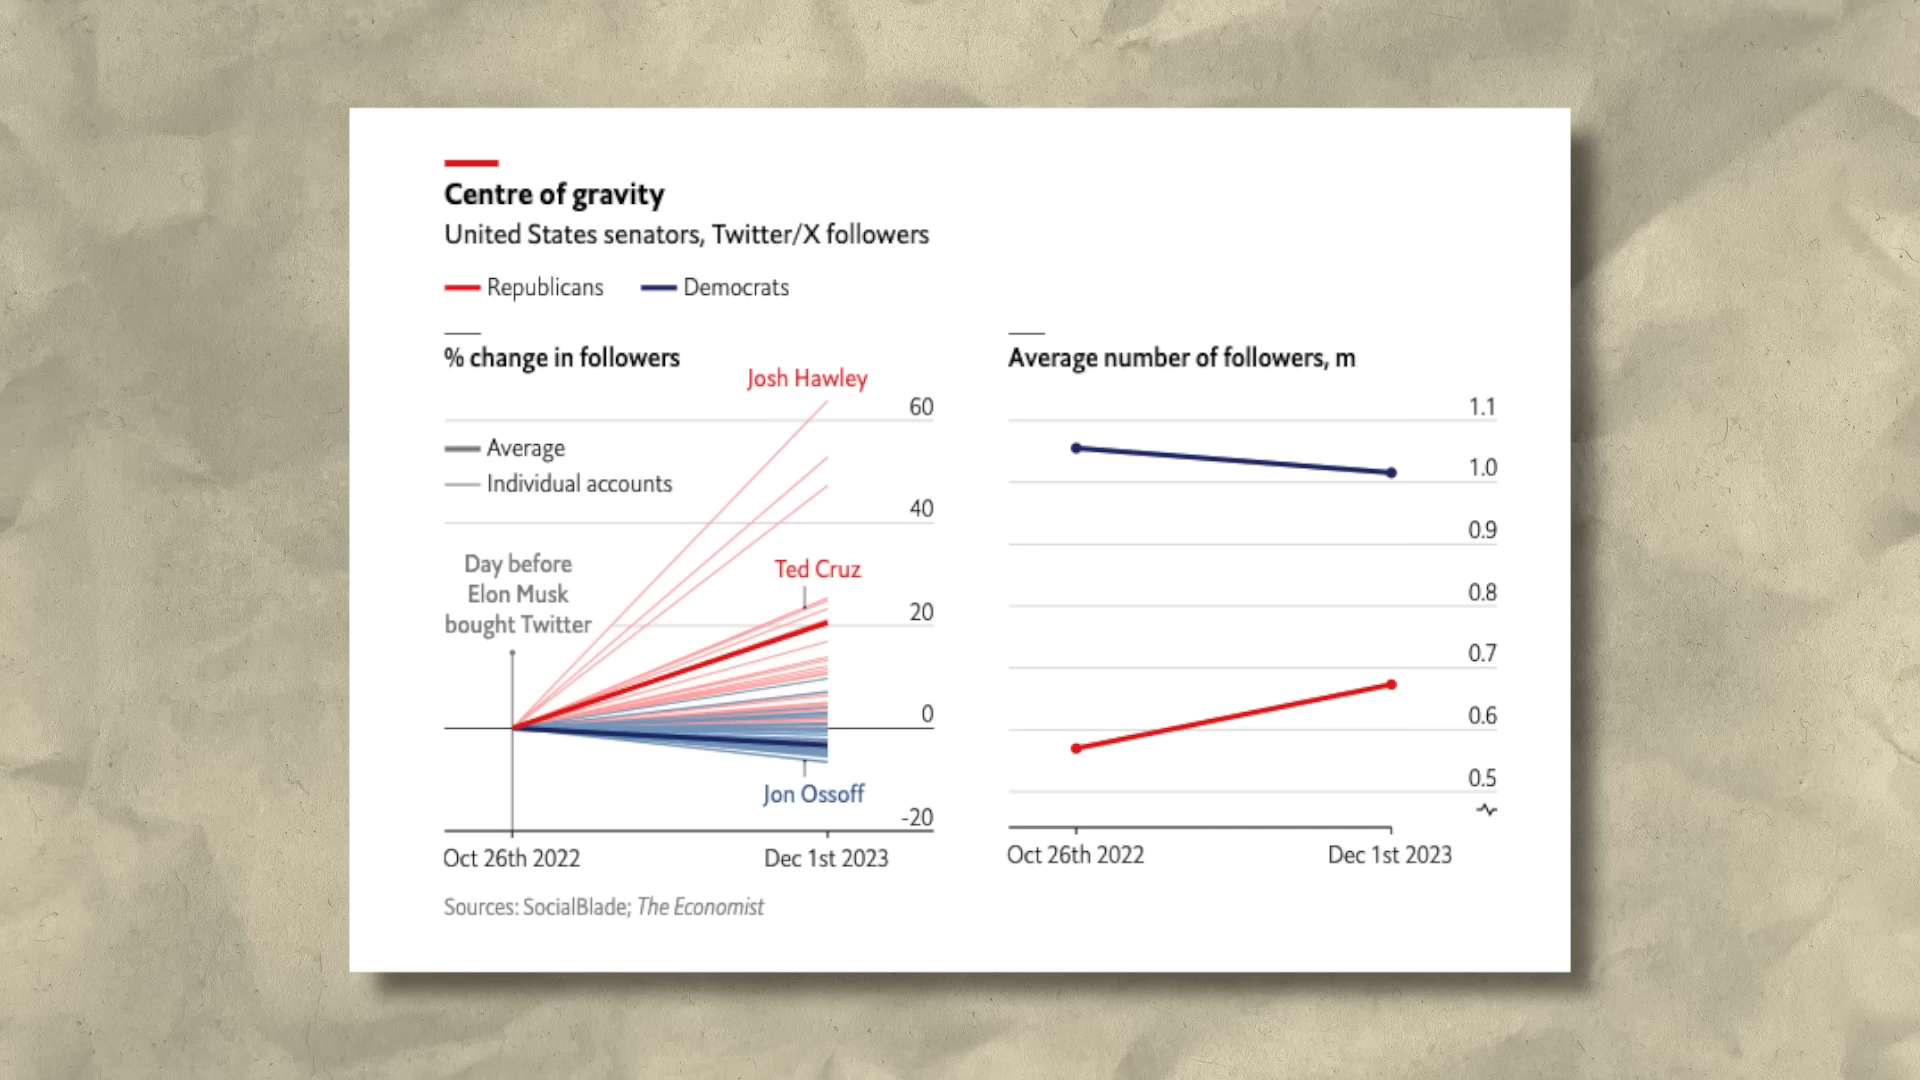 Centre of gravity
United States senators, Twitter/X followers
Republicans
Democrats
% change in followers
Josh Hawley
60
Average
Individual accounts
40
Day before
Elon Musk
bought Twitter
Ted Cruz
20
0
Jon Ossoff
-20
Oct 26th 2022
Dec 1st 2023
Average number of followers, m
1.1
1.0
0.9
0.8
0.7
0.6
0.5
Oct 26th 2022
Dec 1st 2023
Sources: SocialBlade; The Economist